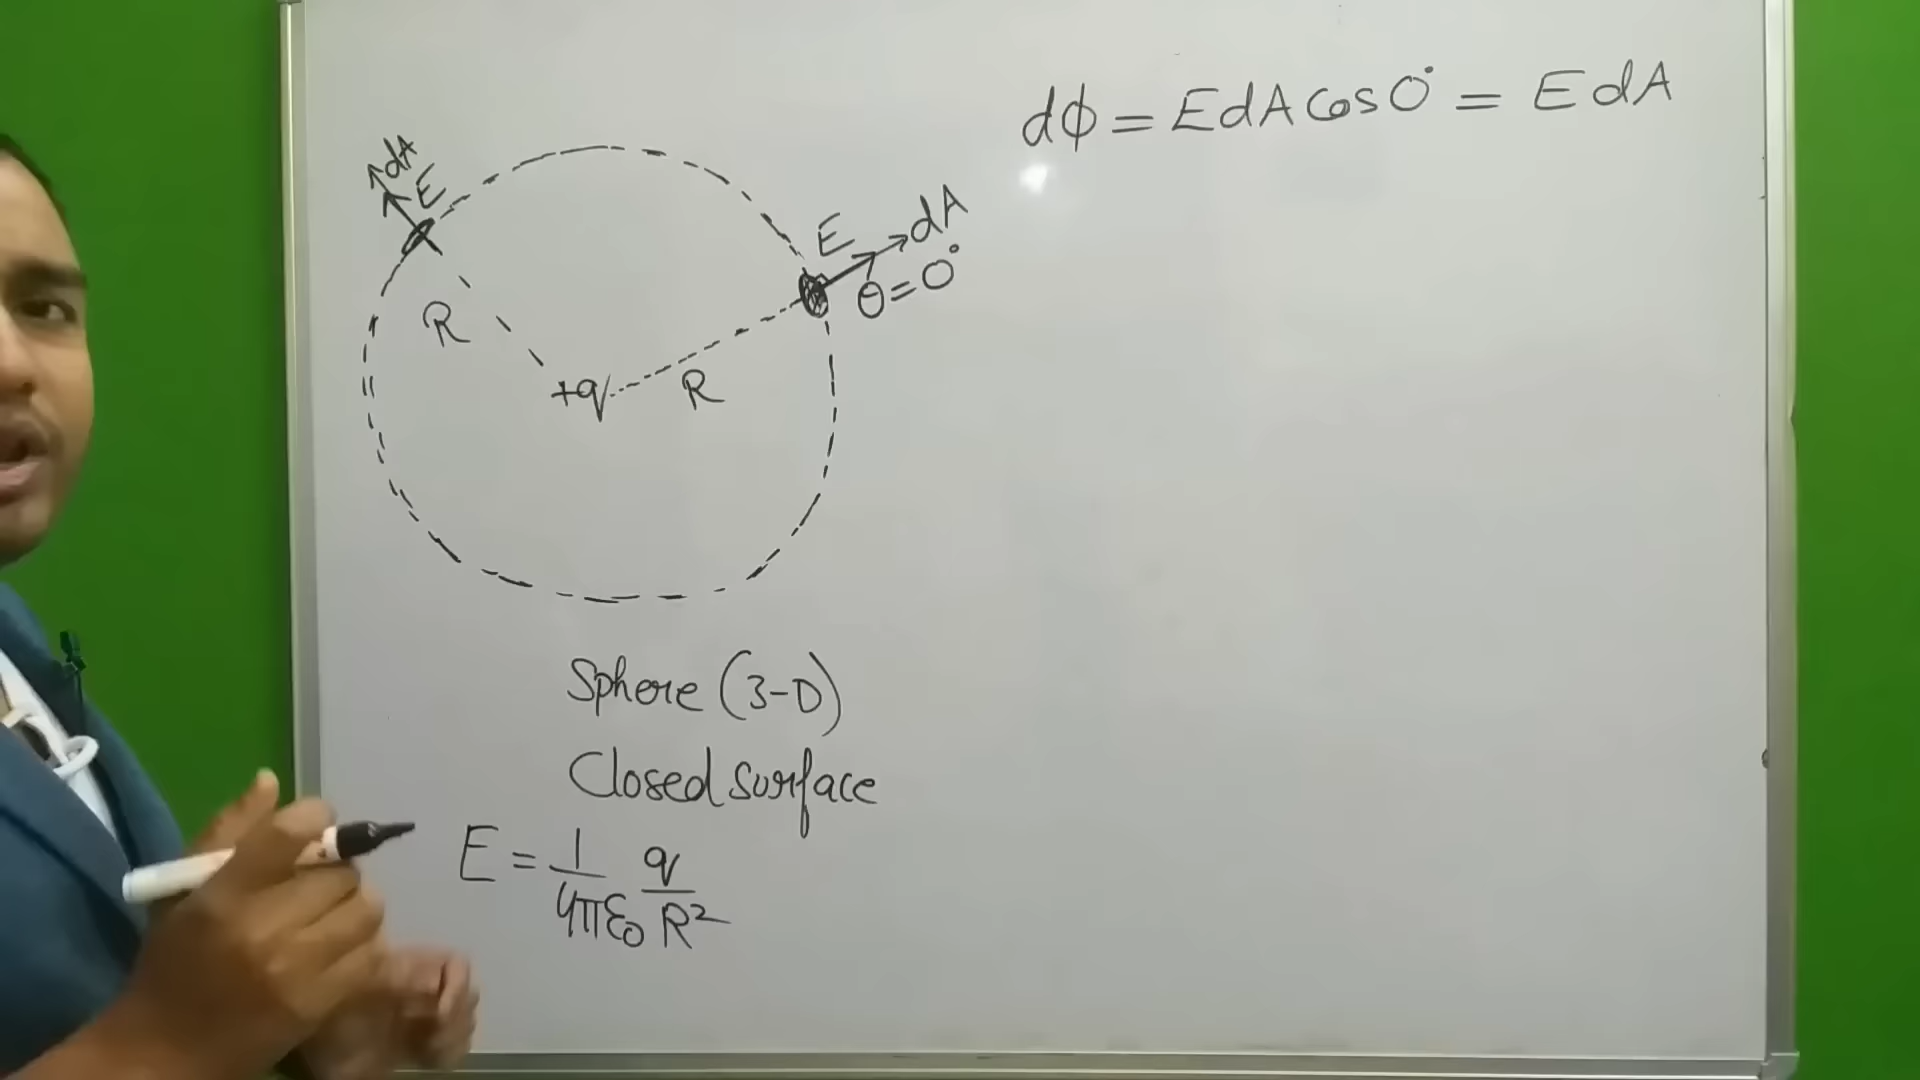 dϕ = EdA cos 0° = EdA
dA
E
E
dA
θ = 0°
R
+q
R
Sphere (3-D)
Closed surface
E = 1/4πε₀ q/R²